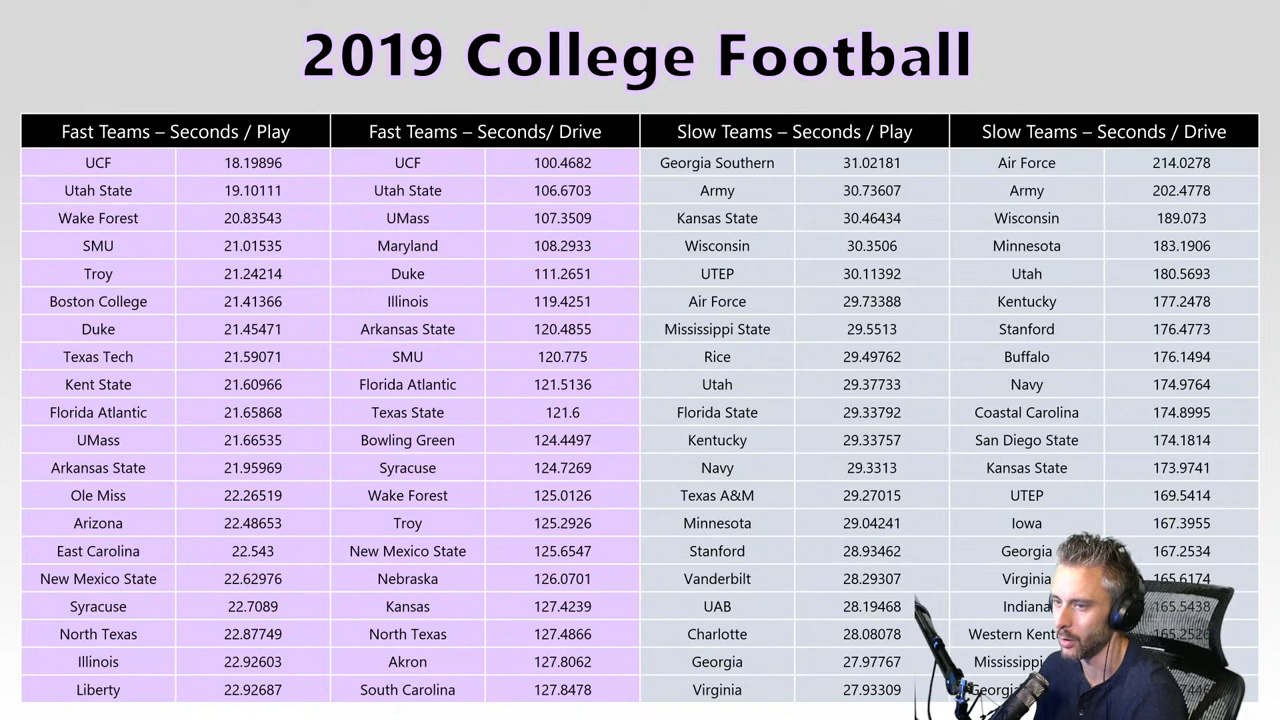 2019 College Football
Fast Teams – Seconds / Play Fast Teams – Seconds/ Drive Slow Teams – Seconds / Play Slow Teams – Seconds / Drive
UCF 18.19896 UCF 100.4682 Georgia Southern 31.02181 Air Force 214.0278
Utah State 19.10111 Utah State 106.6703 Army 30.73607 Army 202.4778
Wake Forest 20.83543 UMass 107.3509 Kansas State 30.46434 Wisconsin 189.073
SMU 21.01535 Maryland 108.2933 Wisconsin 30.3506 Minnesota 183.1906
Troy 21.24214 Duke 111.2651 UTEP 30.11392 Utah 180.5693
Boston College 21.41366 Illinois 119.4251 Air Force 29.73388 Kentucky 177.2478
Duke 21.45471 Arkansas State 120.4855 Mississippi State 29.5513 Stanford 176.4773
Texas Tech 21.59071 SMU 120.775 Rice 29.49762 Buffalo 176.1494
Kent State 21.60966 Florida Atlantic 121.5136 Utah 29.37733 Navy 174.9764
Florida Atlantic 21.65868 Texas State 121.6 Florida State 29.33792 Coastal Carolina 174.8995
UMass 21.66535 Bowling Green 124.4497 Kentucky 29.33757 San Diego State 174.1814
Arkansas State 21.95969 Syracuse 124.7269 Navy 29.3313 Kansas State 173.9741
Ole Miss 22.26519 Wake Forest 125.0126 Texas A&M 29.27015 UTEP 169.5414
Arizona 22.48653 Troy 125.2926 Minnesota 29.04241 Iowa 167.3955
East Carolina 22.543 New Mexico State 125.6547 Stanford 28.93462 Georgia 167.2534
New Mexico State 22.62976 Nebraska 126.0701 Vanderbilt 28.29307 Virginia 165.6174
Syracuse 22.7089 Kansas 127.4239 UAB 28.19468 Indiana 165.5438
North Texas 22.87749 North Texas 127.4866 Charlotte 28.08078 Western
Illinois 22.92603 Akron 127.8062 Georgia 27.97767 Mississippi
Liberty 22.92687 South Carolina 127.8478 Virginia 27.93309